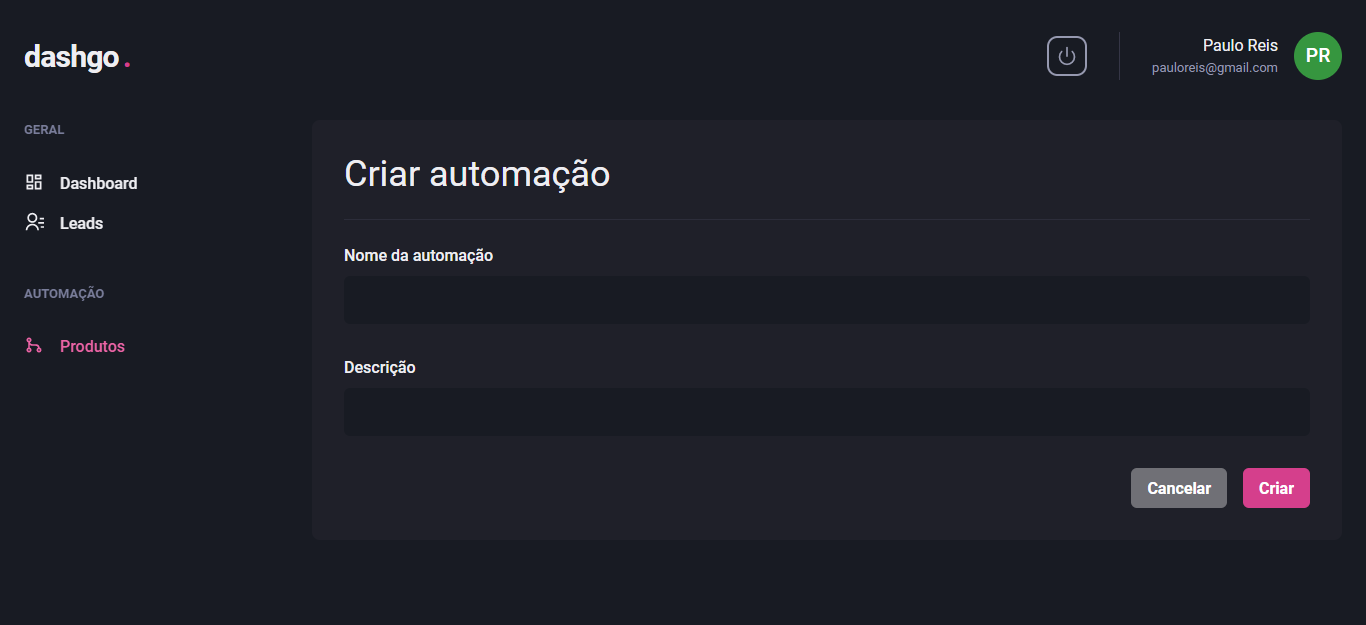 dashgo.
Paulo Reis
pauloreis@gmail.com
PR
GERAL
Dashboard
Leads
AUTOMAÇÃO
Produtos
Criar automação
Nome da automação
Descrição
Cancelar
Criar